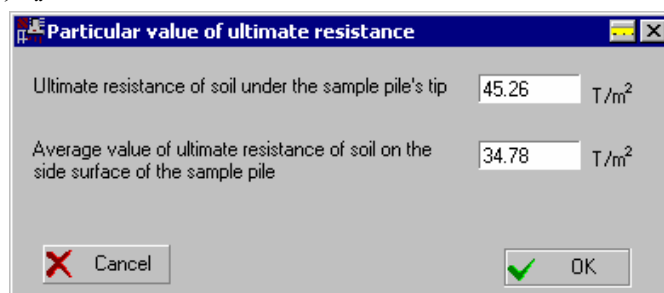 Particular value of ultimate resistance
Ultimate resistance of soil under the sample pile's tip 45.26 T/m²
Average value of ultimate resistance of soil on the
side surface of the sample pile 34.78 T/m²
Cancel OK